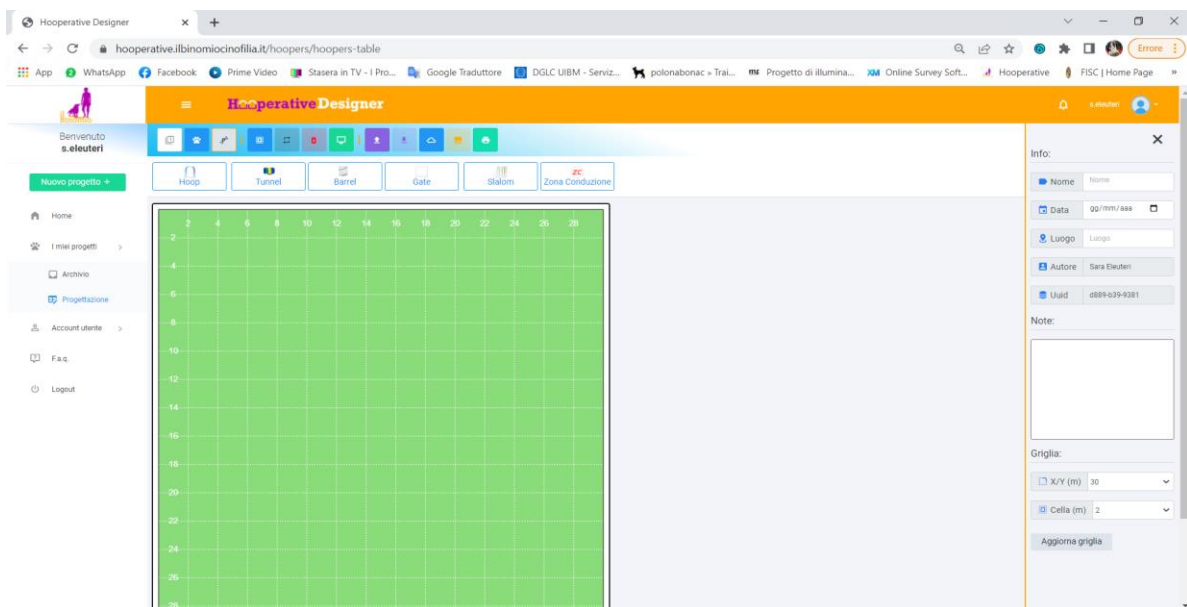 Hooperative Designer
hooperative.ilbinomiocinofilia.it/hoopers/hoopers-table
Errore
App WhatsApp Facebook Prime Video Stasera in TV - I Pro... Google Traduttore DGLC UIBM - Serviz... polonabonac » Trai... Progetto di illumina... Online Survey Soft... Hooperative FISC | Home Page »
Hooperative Designer
s.eleuteri
Benvenuto
s.eleuteri
Nuovo progetto +
Home
I miei progetti
Archivio
Progettazione
Account utente
F.a.q.
Logout
Hoop Tunnel Barrel Gate Slalom ZC Zona Conduzione
2 4 6 8 10 12 14 16 18 20 22 24 26 28
2
4
6
8
10
12
14
16
18
20
22
24
26
28
Info:
Nome Nome
Data gg/mm/aaa
Luogo Luogo
Autore Sara Eleuteri
Uuid d889-b39-9381
Note:
Griglia:
X/Y (m) 30
Cella (m) 2
Aggiorna griglia